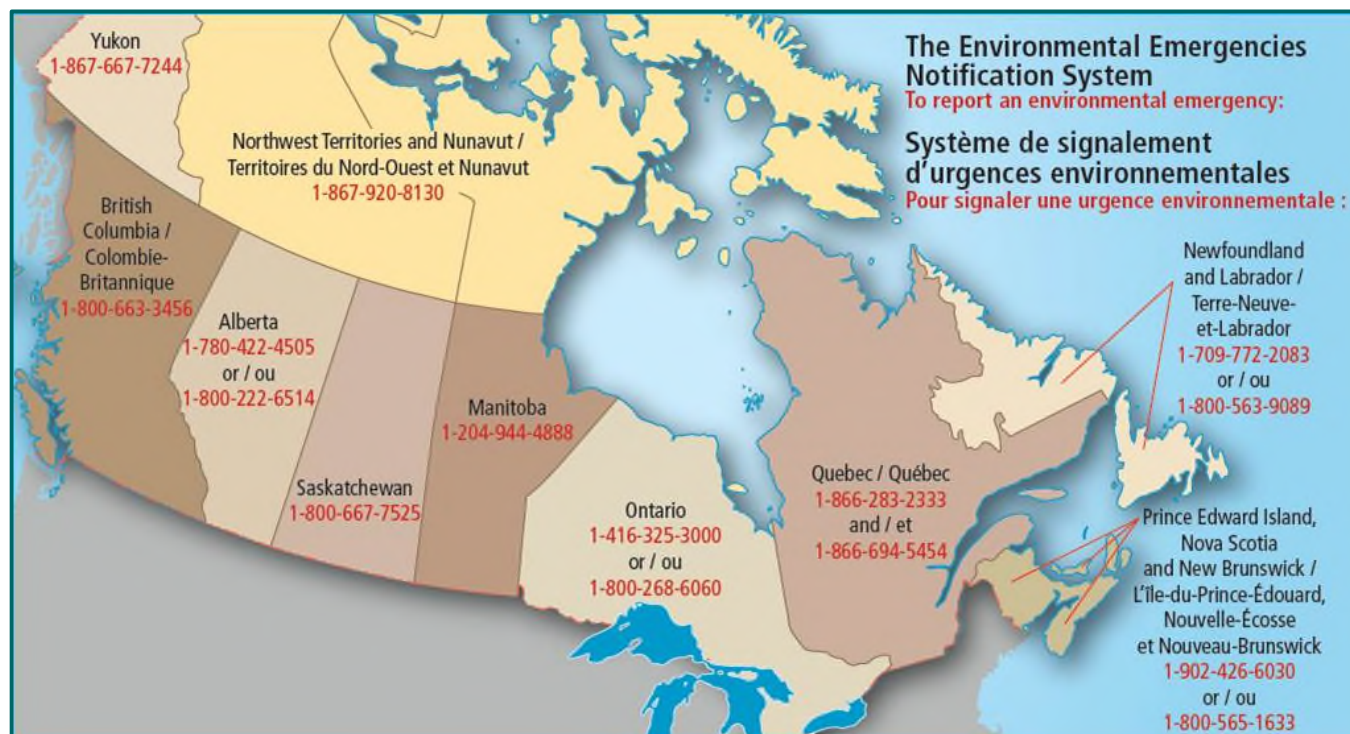 The Environmental Emergencies
Notification System
To report an environmental emergency:
Système de signalement
d'urgences environnementales
Pour signaler une urgence environnementale :
Yukon
1-867-667-7244
Northwest Territories and Nunavut /
Territoires du Nord-Ouest et Nunavut
1-867-920-8130
British
Columbia /
Colombie-
Britannique
1-800-663-3456
Alberta
1-780-422-4505
or / ou
1-800-222-6514
Saskatchewan
1-800-667-7525
Manitoba
1-204-944-4888
Ontario
1-416-325-3000
or / ou
1-800-268-6060
Quebec / Québec
1-866-283-2333
and / et
1-866-694-5454
Newfoundland
and Labrador /
Terre-Neuve-
et-Labrador
1-709-772-2083
or / ou
1-800-563-9089
Prince Edward Island,
Nova Scotia
and New Brunswick /
L'île-du-Prince-Édouard,
Nouvelle-Écosse
et Nouveau-Brunswick
1-902-426-6030
or / ou
1-800-565-1633